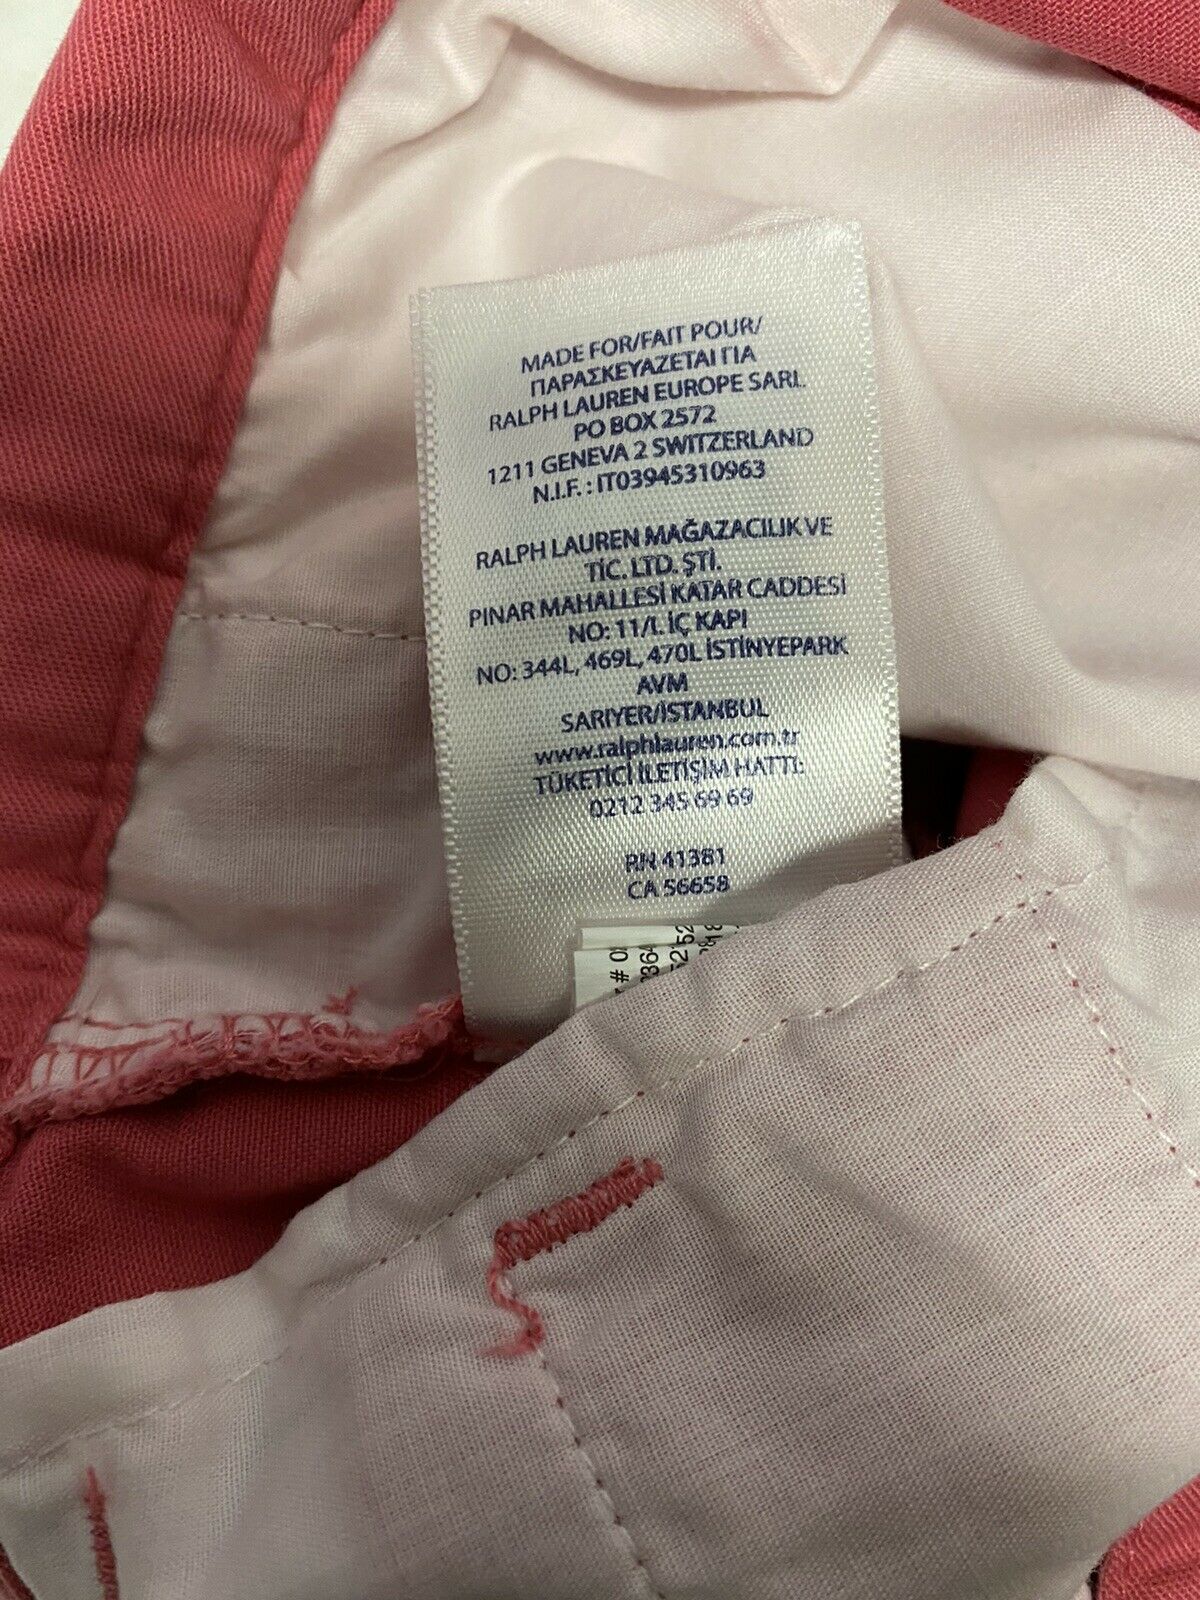 MADE FOR/FAIT POUR/
ΠΑΡΑΣΚΕΥΑΖΕΤΑΙ ΓΙΑ
RALPH LAUREN EUROPE SARL
PO BOX 2572
1211 GENEVA 2 SWITZERLAND
N.I.F. : IT03945310963
RALPH LAUREN MAĞAZACILIK VE
TİC. LTD. ŞTİ.
PINAR MAHALLESİ KATAR CADDESİ
NO: 11/I. İÇ KAPI
NO: 344L, 469L, 470L İSTİNYEPARK
AVM
SARIYER/İSTANBUL
www.ralphlauren.com.tr
TÜKETİCİ İLETİŞİM HATTI:
0212 345 69 69
RN 41381
CA 56658